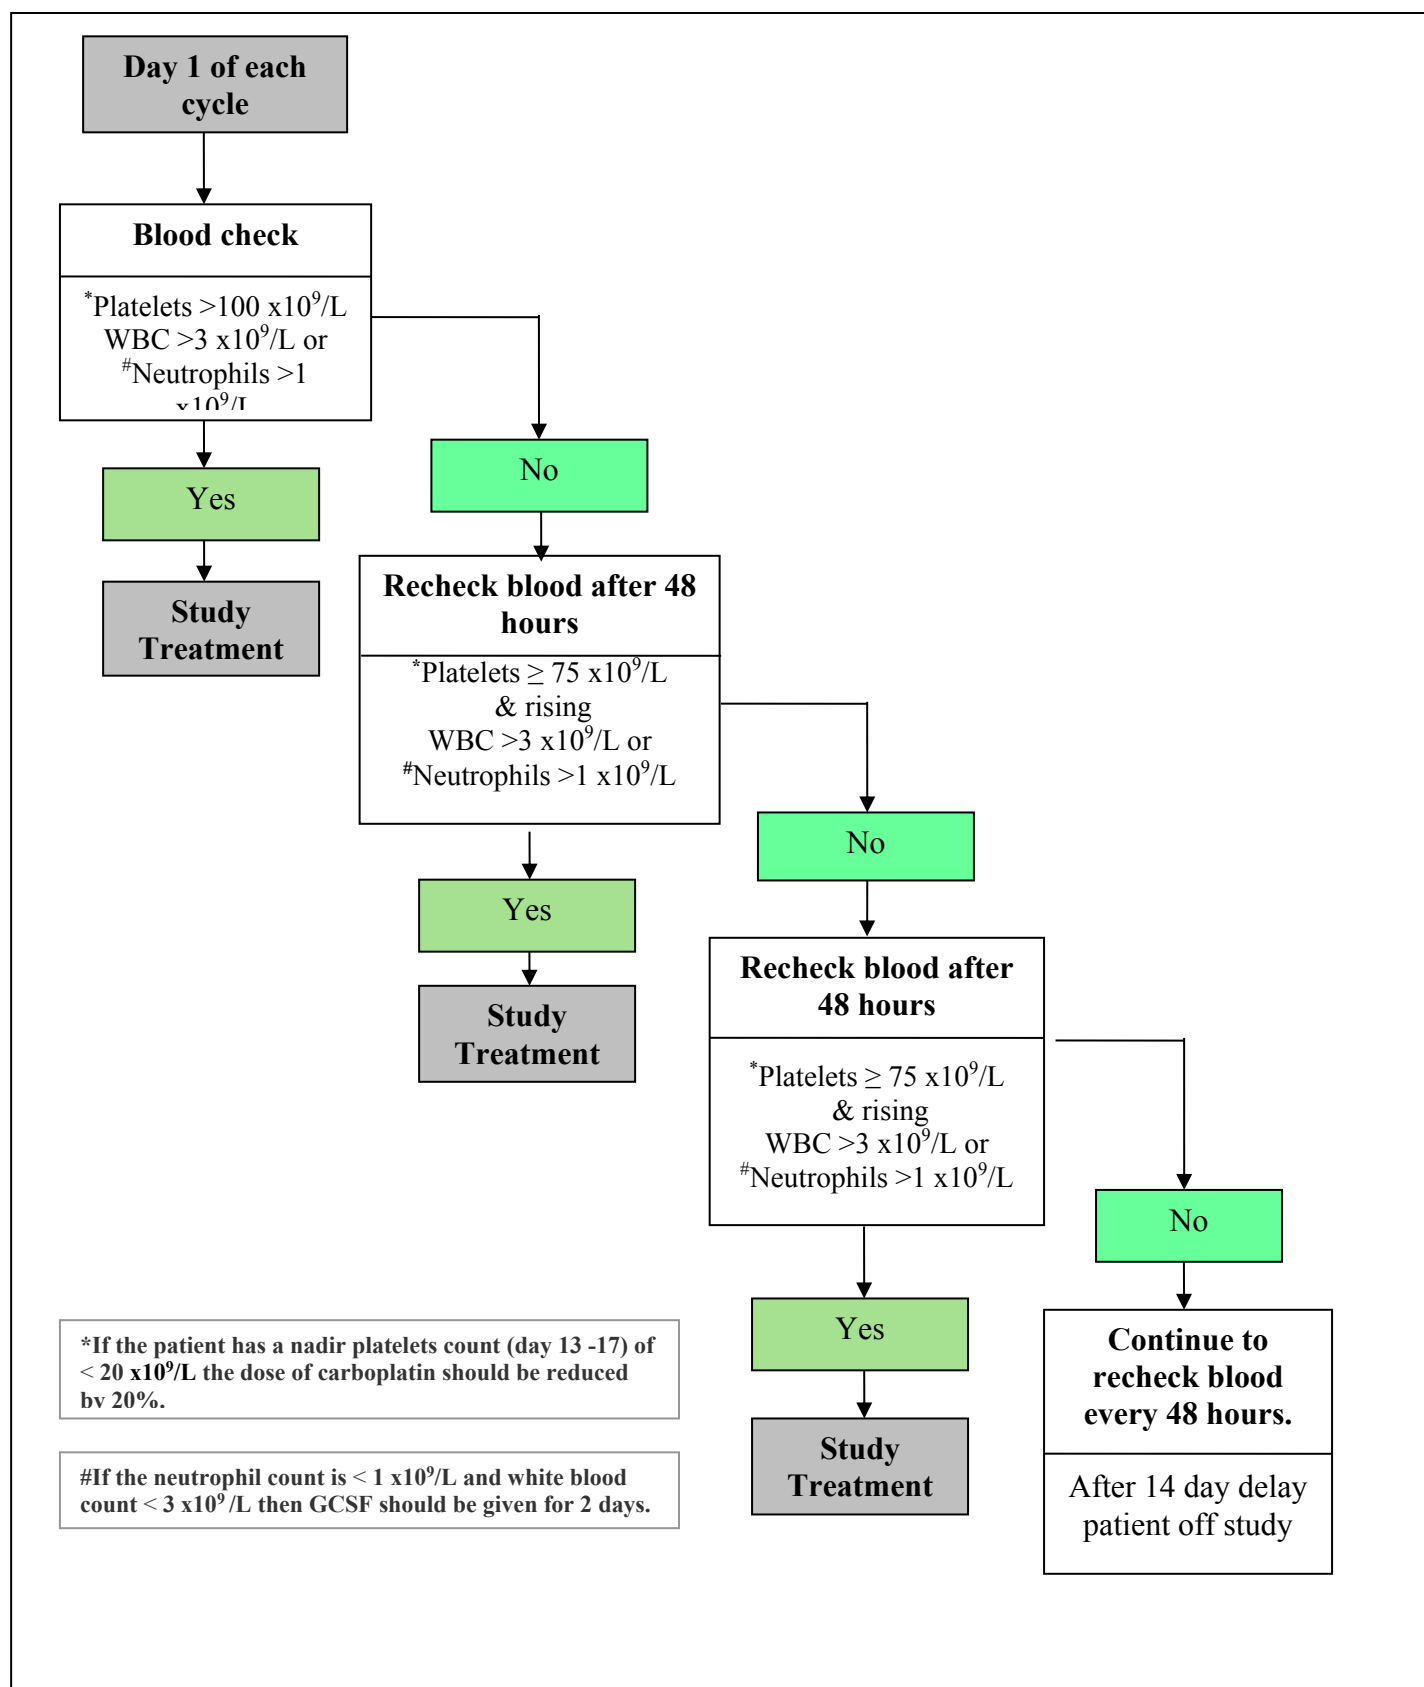 Day 1 of each
cycle
Blood check
*Platelets >100 x10⁹/L
WBC >3 x10⁹/L or
#Neutrophils >1
x10⁹/L
No
Yes
Study
Treatment
Recheck blood after 48
hours
*Platelets ≥ 75 x10⁹/L
& rising
WBC >3 x10⁹/L or
#Neutrophils >1 x10⁹/L
No
Yes
Study
Treatment
Recheck blood after
48 hours
*Platelets ≥ 75 x10⁹/L
& rising
WBC >3 x10⁹/L or
#Neutrophils >1 x10⁹/L
No
Yes
Study
Treatment
Continue to
recheck blood
every 48 hours.
After 14 day delay
patient off study
*If the patient has a nadir platelets count (day 13 -17) of
< 20 x10⁹/L the dose of carboplatin should be reduced
by 20%.
#If the neutrophil count is < 1 x10⁹/L and white blood
count < 3 x10⁹ /L then GCSF should be given for 2 days.